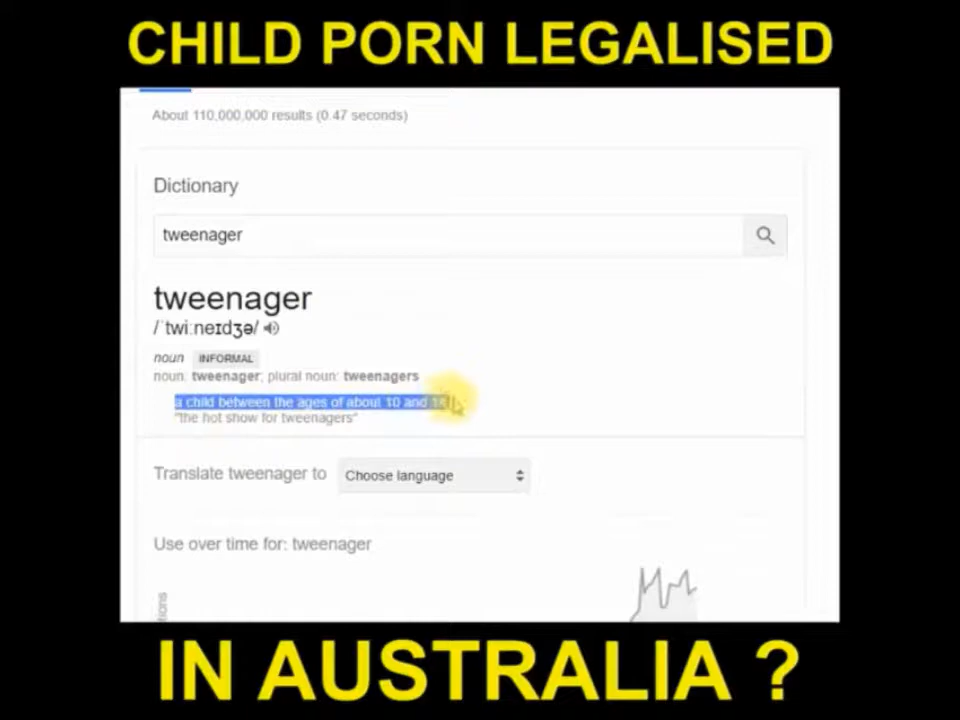 CHILD PORN LEGALISED
About 110,000,000 results (0.47 seconds)
Dictionary
tweenager
tweenager
/ˈtwiːneɪdʒə/
noun INFORMAL
noun: tweenager; plural noun: tweenagers
a child between the ages of about 10 and
"the hot show for tweenagers"
Translate tweenager to Choose language
Use over time for: tweenager
IN AUSTRALIA ?